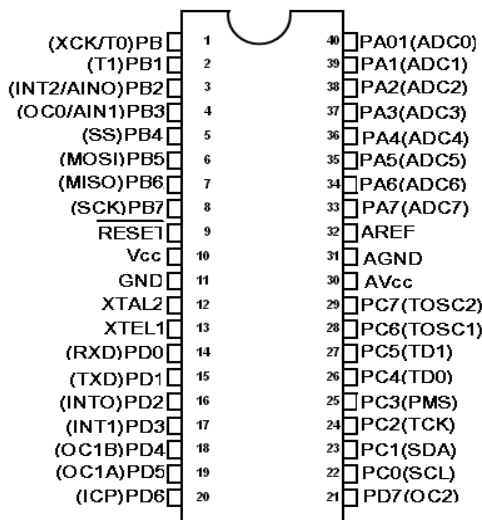 (XCK/T0)PB 1 40 PA01(ADC0)
(T1)PB1 2 39 PA1(ADC1)
(INT2/AINO)PB2 3 38 PA2(ADC2)
(OC0/AIN1)PB3 4 37 PA3(ADC3)
(SS)PB4 5 36 PA4(ADC4)
(MOSI)PB5 6 35 PA5(ADC5)
(MISO)PB6 7 34 PA6(ADC6)
(SCK)PB7 8 33 PA7(ADC7)
RESET 9 32 AREF
Vcc 10 31 AGND
GND 11 30 AVcc
XTAL2 12 29 PC7(TOSC2)
XTEL1 13 28 PC6(TOSC1)
(RXD)PD0 14 27 PC5(TD1)
(TXD)PD1 15 26 PC4(TD0)
(INTO)PD2 16 25 PC3(PMS)
(INT1)PD3 17 24 PC2(TCK)
(OC1B)PD4 18 23 PC1(SDA)
(OC1A)PD5 19 22 PC0(SCL)
(ICP)PD6 20 21 PD7(OC2)